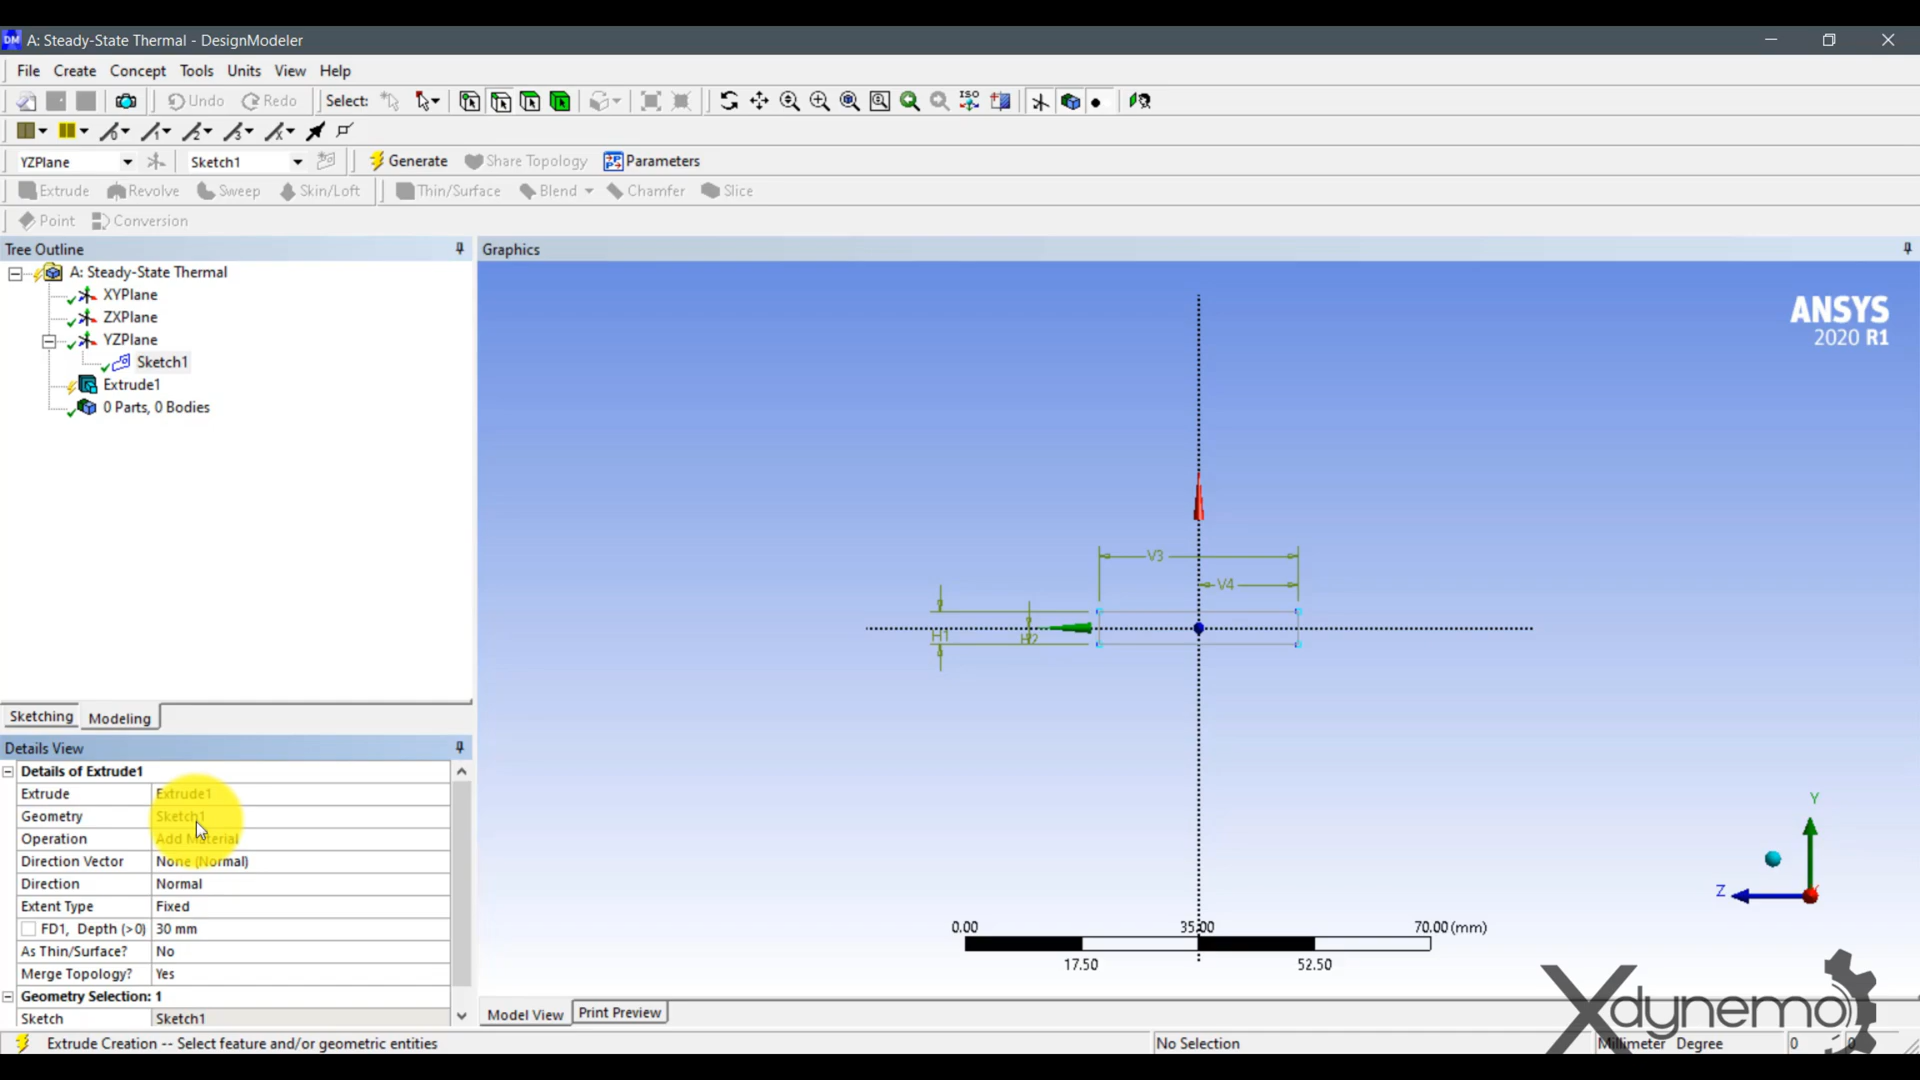 DM A: Steady-State Thermal - DesignModeler
File Create Concept Tools Units View Help
Undo Redo Select: ISO
YZPlane Sketch1 Generate Share Topology Parameters
Extrude Revolve Sweep Skin/Loft Thin/Surface Blend Chamfer Slice
Point Conversion
Tree Outline
A: Steady-State Thermal
XYPlane
ZXPlane
YZPlane
Sketch1
Extrude1
0 Parts, 0 Bodies
Sketching Modeling
Details View
Details of Extrude1
Extrude Extrude1
Geometry Sketch1
Operation Add Material
Direction Vector None (Normal)
Direction Normal
Extent Type Fixed
FD1, Depth (>0) 30 mm
As Thin/Surface? No
Merge Topology? Yes
Geometry Selection: 1
Sketch Sketch1
Graphics
ANSYS
2020 R1
V3
V4
H1
H2
Y
Z
0.00 35.00 70.00 (mm)
17.50 52.50
Xdynemo
Model View Print Preview
Extrude Creation -- Select feature and/or geometric entities No Selection Millimeter Degree 0 0